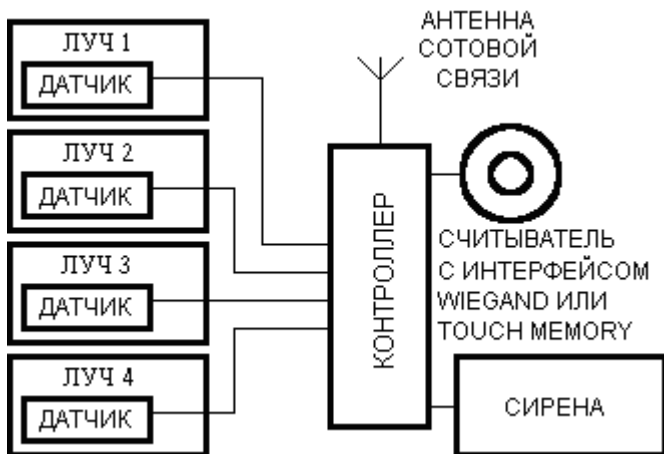 ЛУЧ 1
ДАТЧИК
ЛУЧ 2
ДАТЧИК
ЛУЧ 3
ДАТЧИК
ЛУЧ 4
ДАТЧИК
КОНТРОЛЛЕР
АНТЕННА
СОТОВОЙ
СВЯЗИ
СЧИТЫВАТЕЛЬ
С ИНТЕРФЕЙСОМ
WIEGAND ИЛИ
TOUCH MEMORY
СИРЕНА